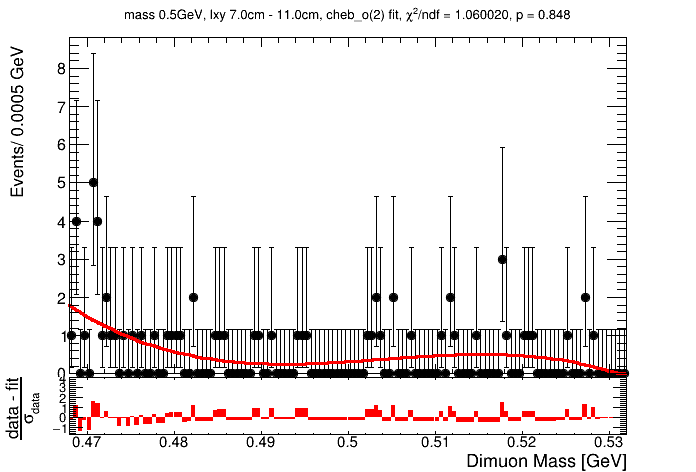 mass 0.5GeV, lxy 7.0cm - 11.0cm, cheb_o(2) fit, χ²/ndf = 1.060020, p = 0.848
Events/ 0.0005 GeV
8
7
6
5
4
3
2
1
0
data - fit
σdata
4
3
2
1
0
−1
0.47 0.48 0.49 0.5 0.51 0.52 0.53
Dimuon Mass [GeV]